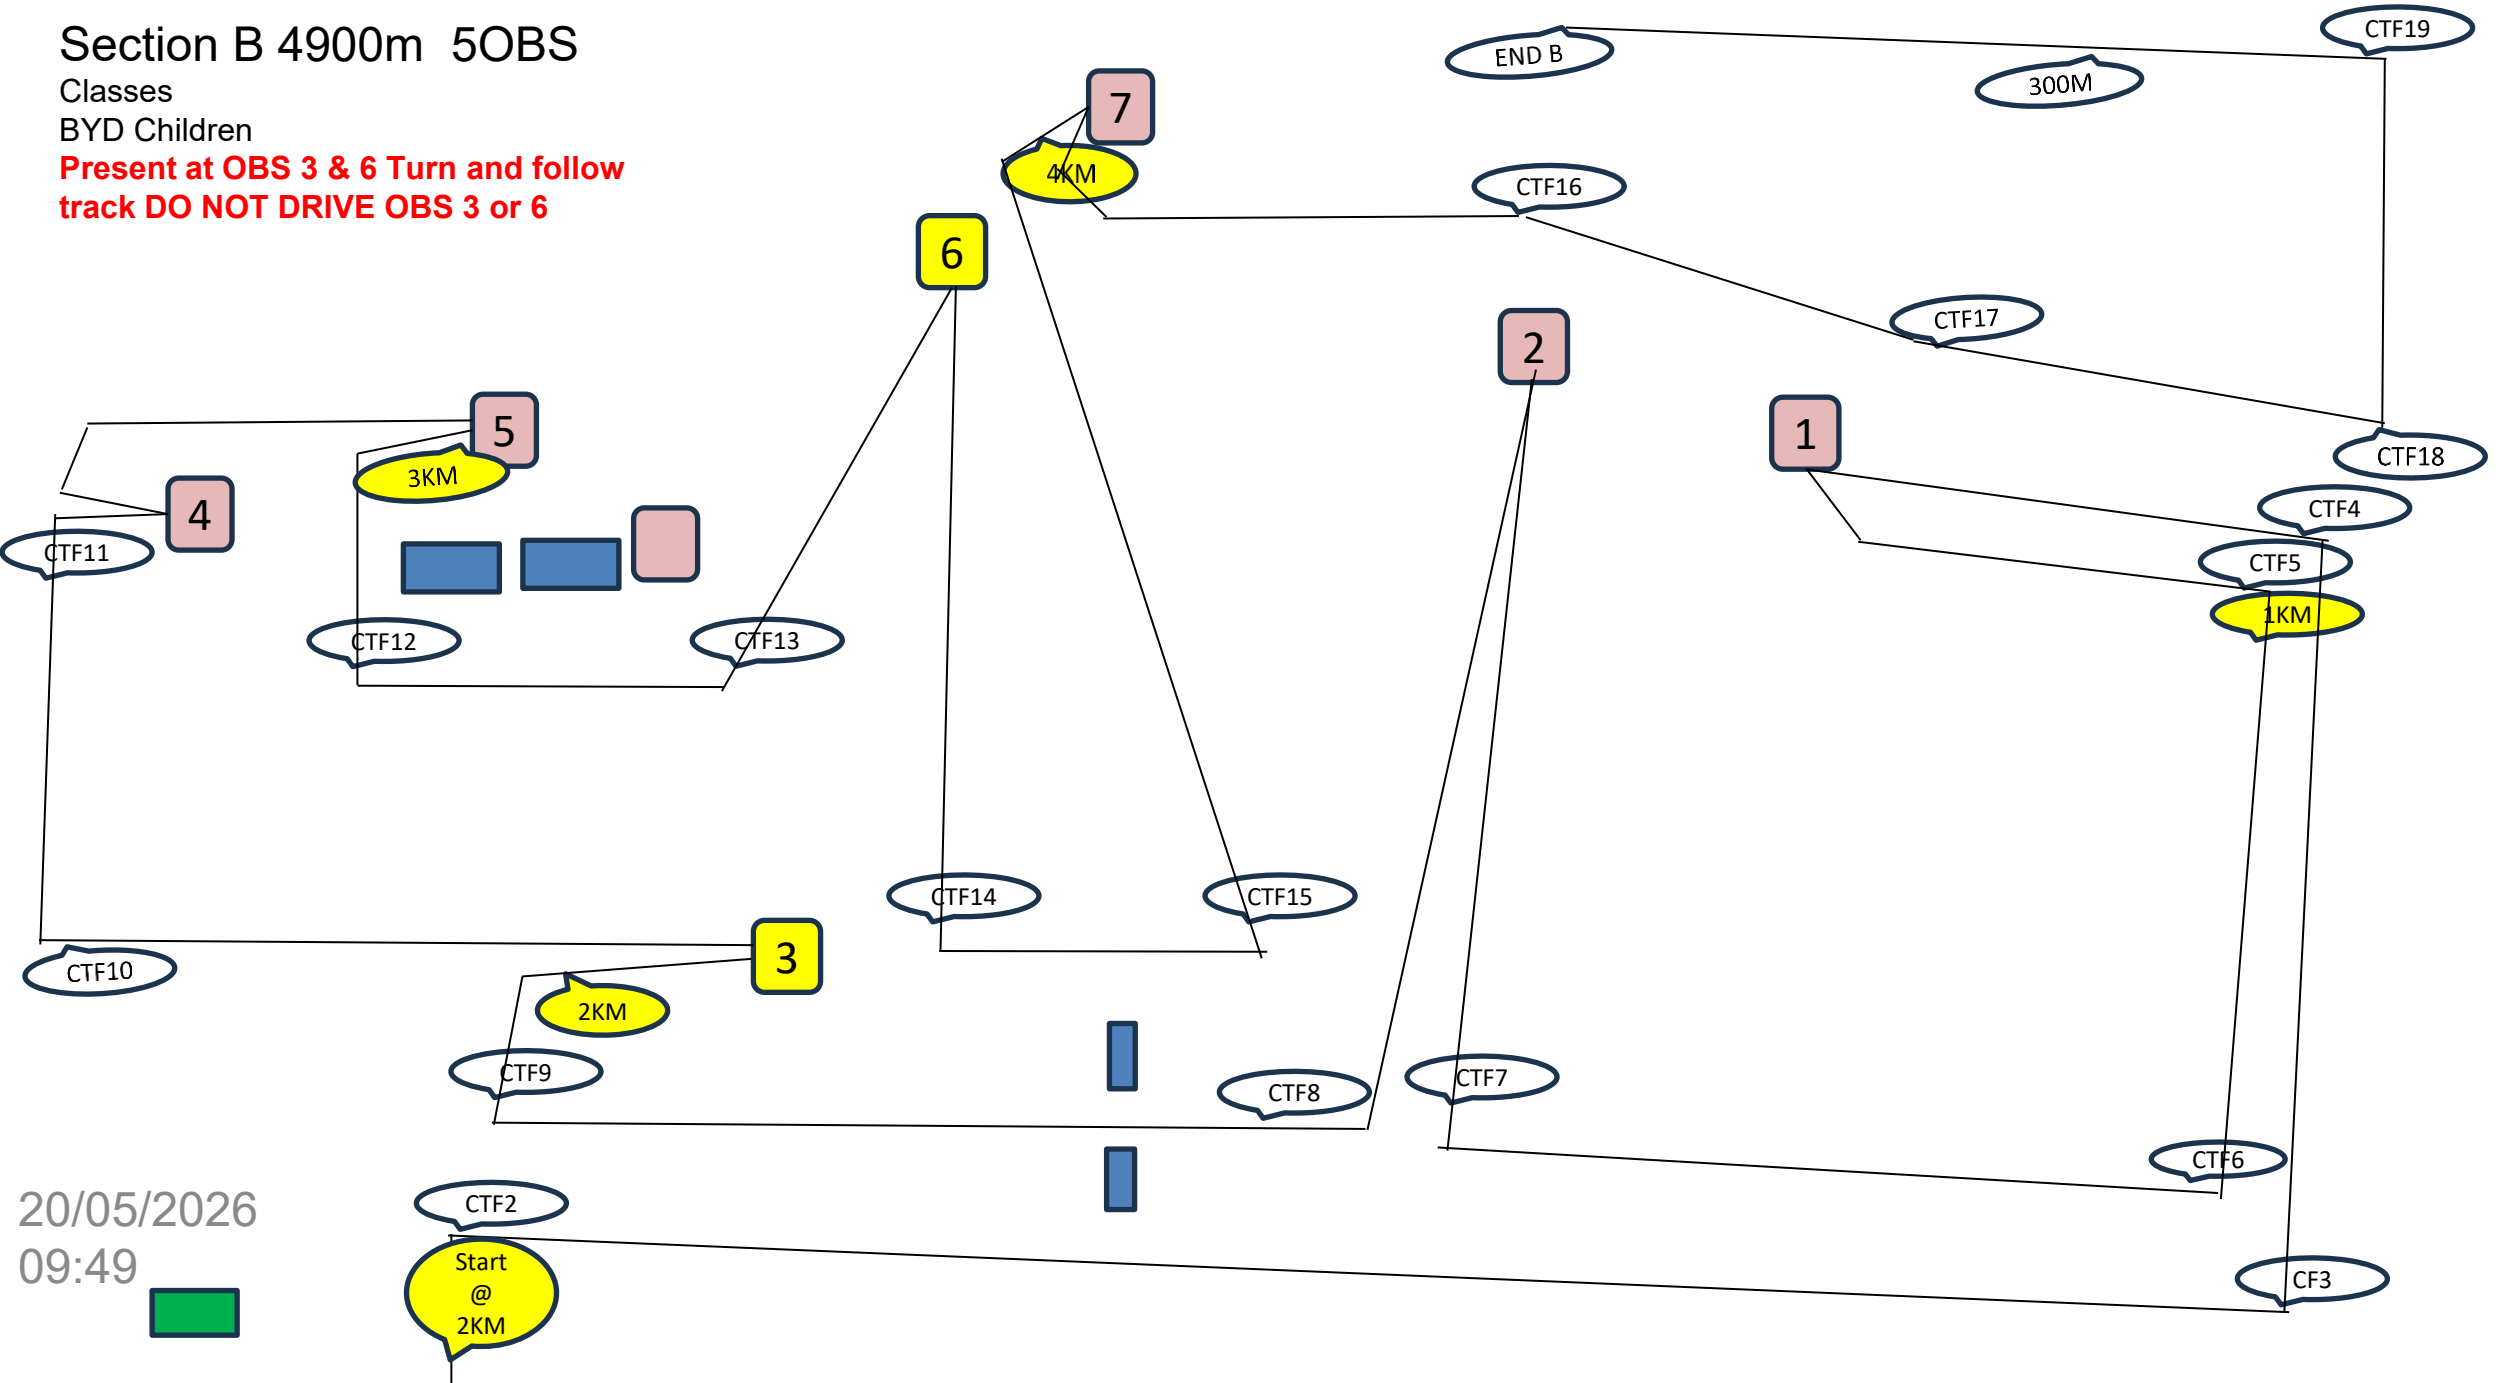 Section B 4900m  5OBS
Classes
BYD Children
Present at OBS 3 & 6 Turn and follow
track DO NOT DRIVE OBS 3 or 6
END B
CTF19
300M
7
4KM
CTF16
6
CTF17
2
1
5
CTF18
3KM
4
CTF4
CTF11
CTF5
1KM
CTF12
CTF13
CTF14
CTF15
3
CTF10
2KM
CTF9
CTF8
CTF7
CTF6
CTF2
20/05/2026
09:49
Start
@
2KM
CF3